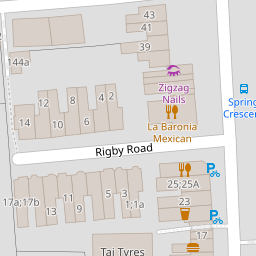 43
41
39
144a
Zigzag
Nails
12
8
4
2
14
10
6
La Baronia
Mexican
Spring
Crescen
Rigby Road
25;25A
17a;17b
13
9
5
3
1;1a
23
17
Taj Tyres